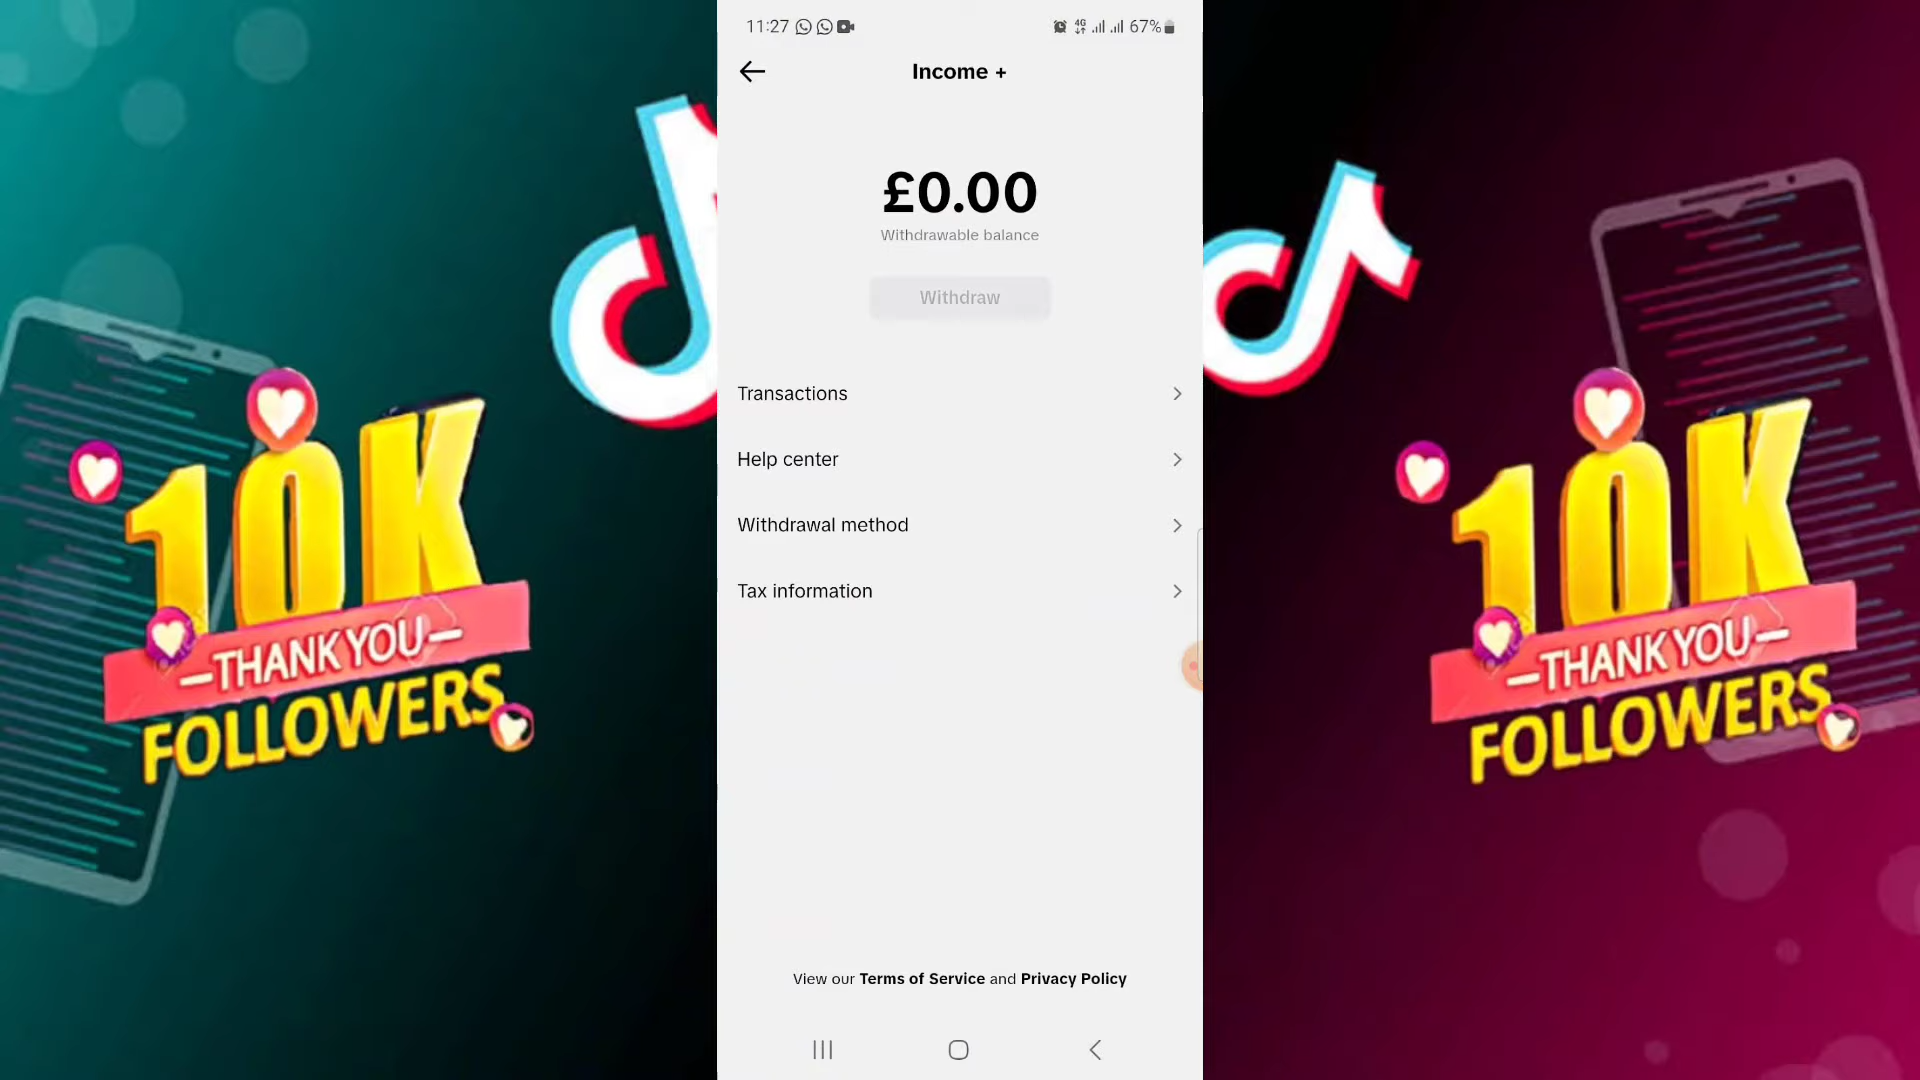 11:27
4G
67%
Income +
£0.00
Withdrawable balance
Withdraw
Transactions
Help center
Withdrawal method
Tax information
View our Terms of Service and Privacy Policy
10K
—THANK YOU—
FOLLOWERS
10K
—THANK YOU—
FOLLOWERS